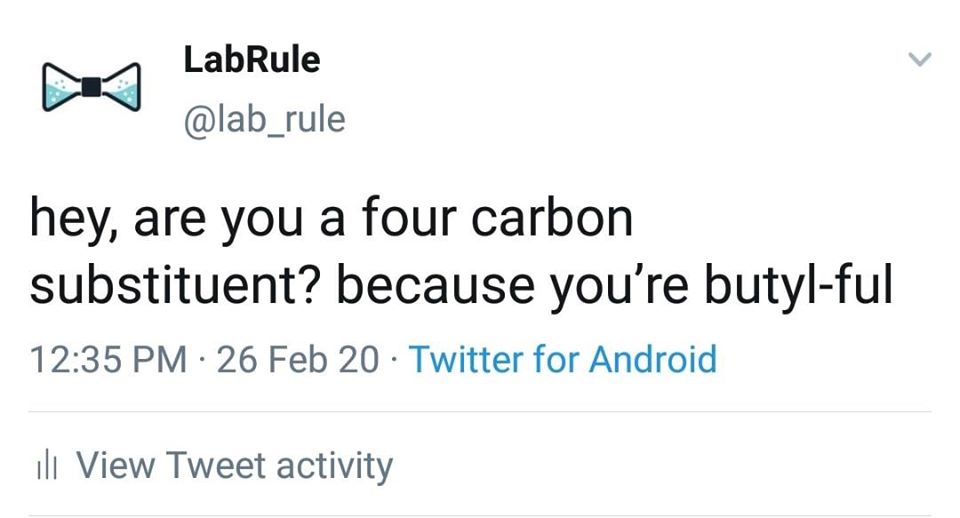 LabRule
@lab_rule
hey, are you a four carbon
substituent? because you're butyl-ful
12:35 PM · 26 Feb 20 · Twitter for Android
View Tweet activity